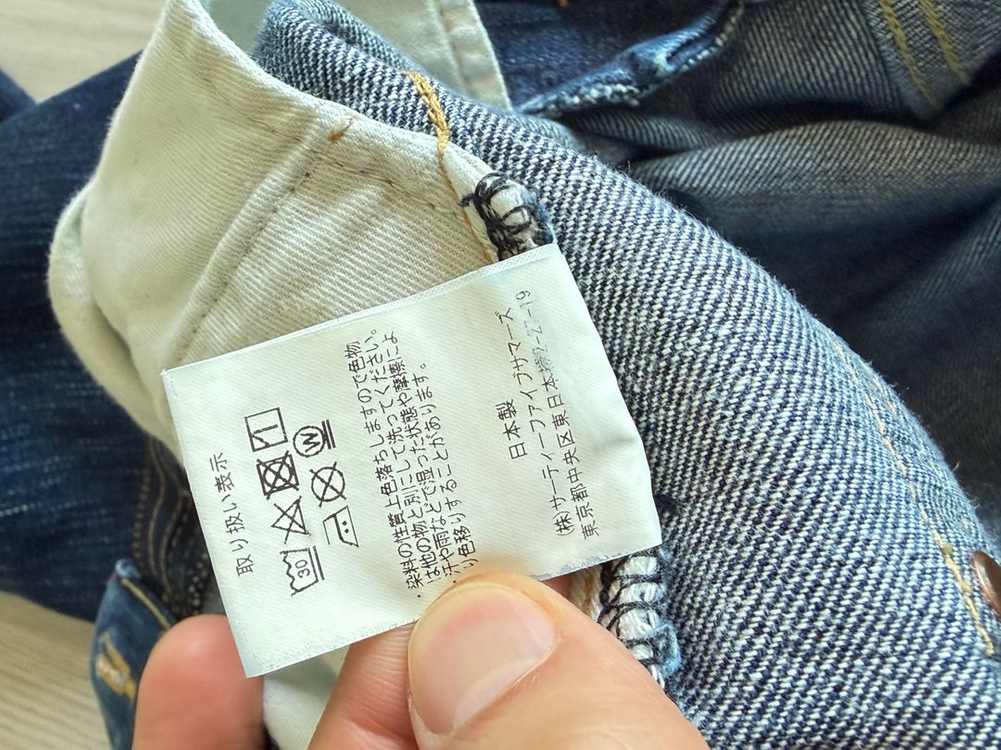 取り扱い表示
30
W
・染料の性質上色落ちしますので色物
は他の物と別にして洗ってください。
・汗や雨などで湿った状態や摩擦によ
り色移りすることがあります。
日本製
(株)サーティーファイブサマーズ
東京都中央区東日本橋2-27-19